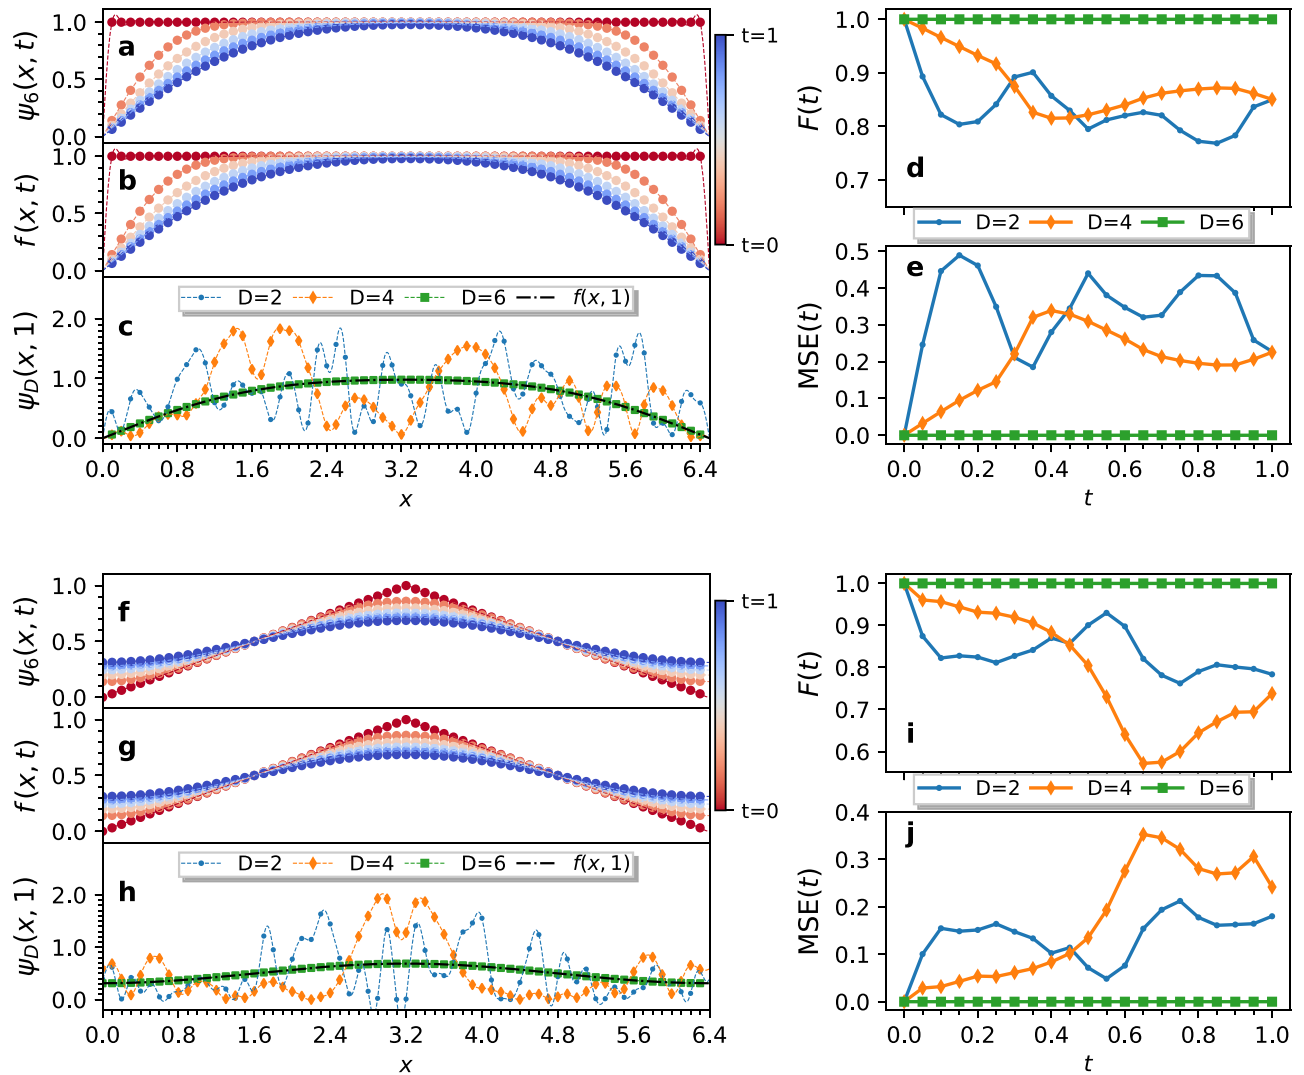 ψ₆(x, t)
1.0
0.5
0.0
a
t=1
t=0
f(x, t)
1.0
0.5
0.0
b
ψ_D(x, 1)
2.0
1.0
0.0
c
D=2 D=4 D=6 f(x, 1)
0.0 0.8 1.6 2.4 3.2 4.0 4.8 5.6 6.4
x
F(t)
1.0
0.9
0.8
0.7
d
D=2 D=4 D=6
MSE(t)
0.5
0.4
0.3
0.2
0.1
0.0
e
0.0 0.2 0.4 0.6 0.8 1.0
t
ψ₆(x, t)
1.0
0.5
0.0
f
t=1
t=0
f(x, t)
1.0
0.5
0.0
g
ψ_D(x, 1)
2.0
1.0
0.0
h
D=2 D=4 D=6 f(x, 1)
0.0 0.8 1.6 2.4 3.2 4.0 4.8 5.6 6.4
x
F(t)
1.0
0.9
0.8
0.7
0.6
i
D=2 D=4 D=6
MSE(t)
0.4
0.3
0.2
0.1
0.0
j
0.0 0.2 0.4 0.6 0.8 1.0
t